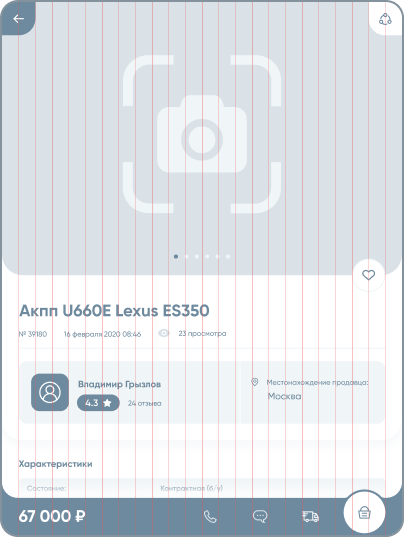 Акпп U660E Lexus ES350
№ 39180 16 февраля 2020 08:46 23 просмотра
Владимир Грызлов
4.3 24 отзыва
Местонахождение продавца:
Москва
Характеристики
Состояние: Контрактная (б/у)
67 000 ₽